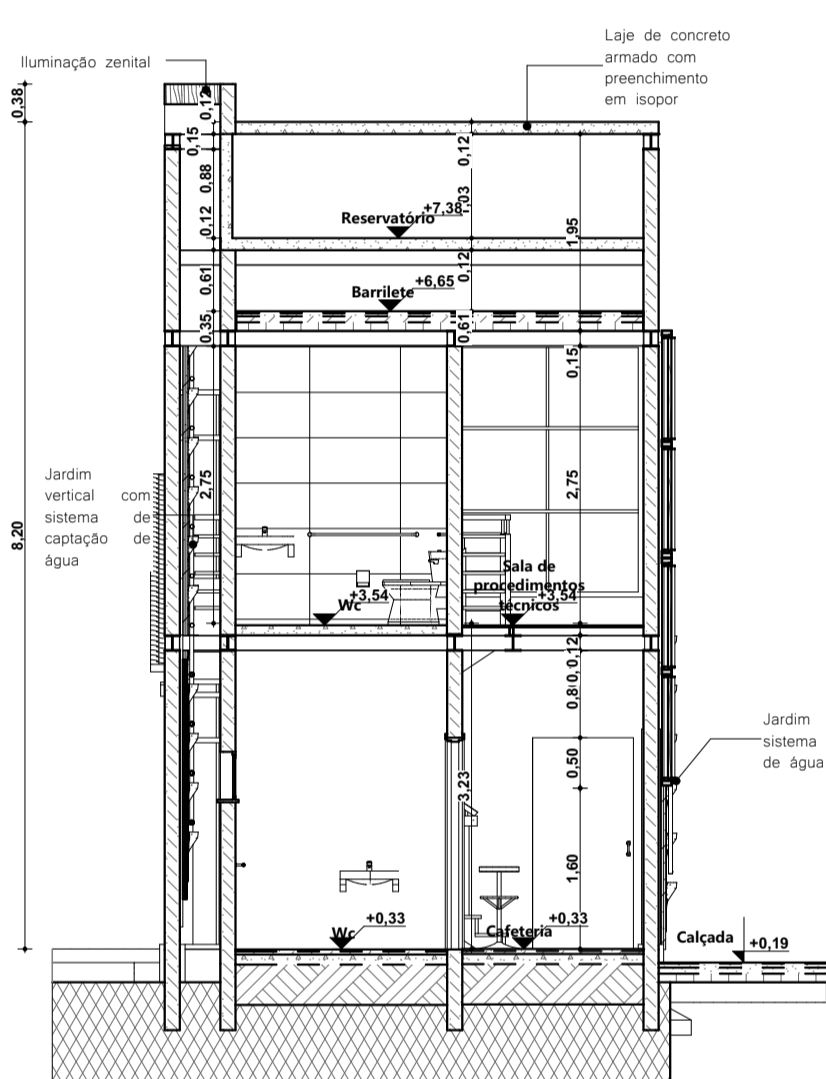 Laje de concreto
armado com
preenchimento
em isopor
Iluminação zenital
0,38
0,12
0,15
0,88
0,12
0,12
1,03
+7,38
Reservatório
1,95
0,61
0,12
+6,65
Barrilete
0,35
0,61
0,15
Jardim
vertical com
sistema de
captação de
água
2,75
2,75
8,20
Sala de
procedimentos
técnicos
+3,54
Wc
+3,54
0,12
0,50
3,23
1,60
Jardim
sistema
de água
+0,33
Wc
+0,33
Cafeteria
Calçada
+0,19